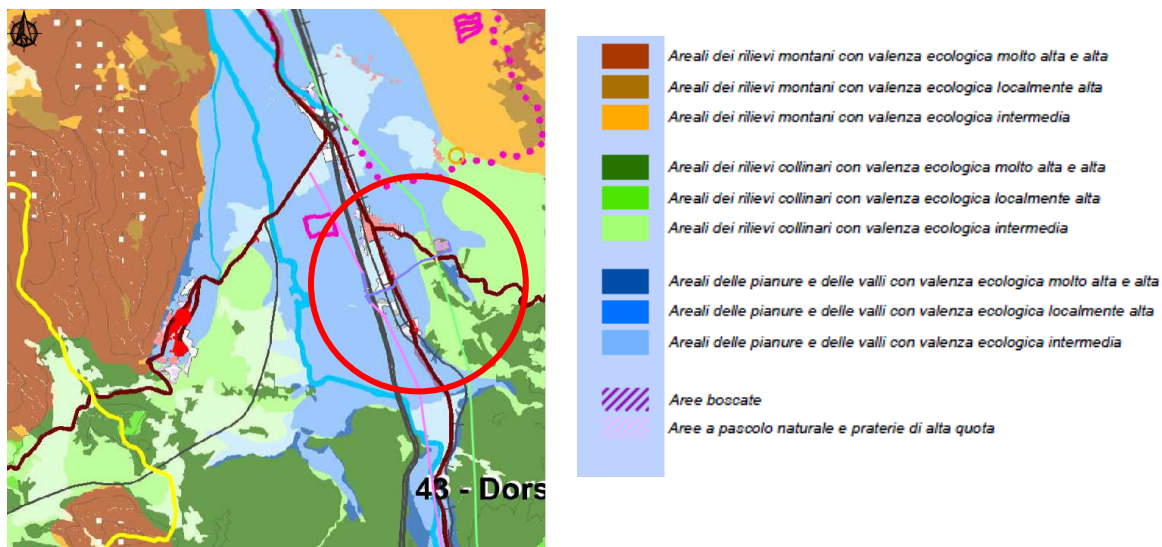 Areali dei rilievi montani con valenza ecologica molto alta e alta
Areali dei rilievi montani con valenza ecologica localmente alta
Areali dei rilievi montani con valenza ecologica intermedia
Areali dei rilievi collinari con valenza ecologica molto alta e alta
Areali dei rilievi collinari con valenza ecologica localmente alta
Areali dei rilievi collinari con valenza ecologica intermedia
Areali delle pianure e delle valli con valenza ecologica molto alta e alta
Areali delle pianure e delle valli con valenza ecologica localmente alta
Areali delle pianure e delle valli con valenza ecologica intermedia
Aree boscate
Aree a pascolo naturale e praterie di alta quota
43 - Dors